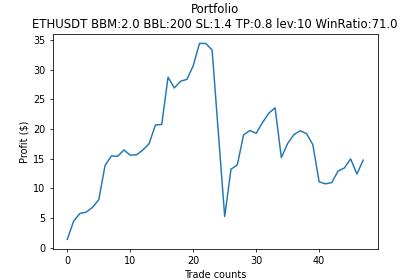 Portfolio
ETHUSDT BBM:2.0 BBL:200 SL:1.4 TP:0.8 lev:10 WinRatio:71.0
35
30
25
20
15
10
5
0
Profit ($)
0 10 20 30 40
Trade counts